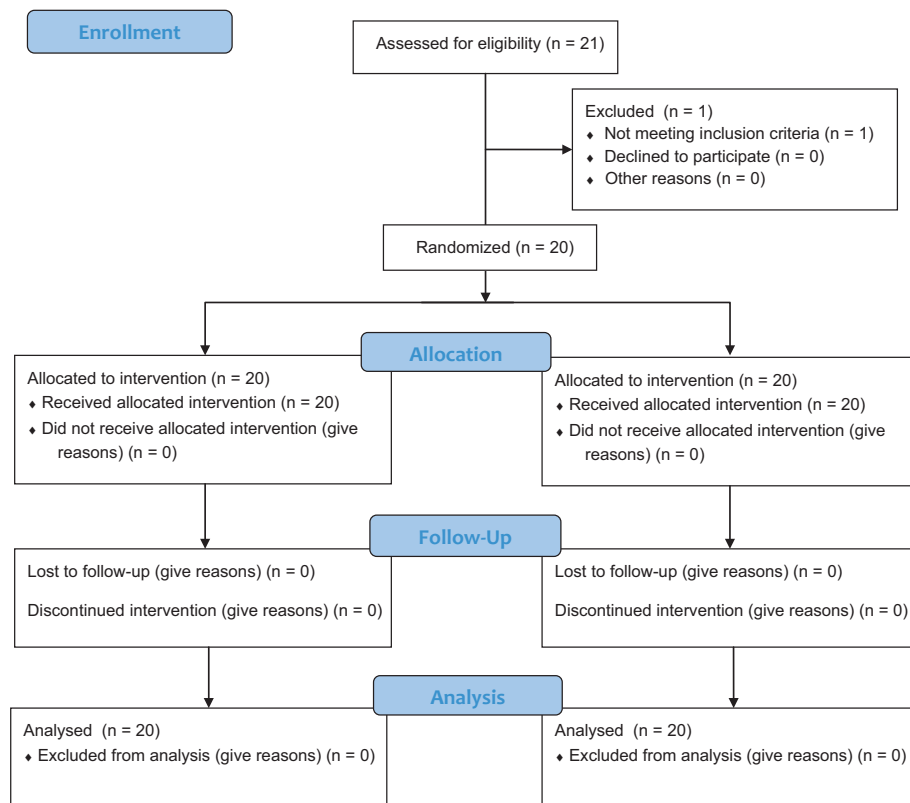 Enrollment
Assessed for eligibility (n = 21)
Excluded (n = 1)
♦ Not meeting inclusion criteria (n = 1)
♦ Declined to participate (n = 0)
♦ Other reasons (n = 0)
Randomized (n = 20)
Allocation
Allocated to intervention (n = 20)
♦ Received allocated intervention (n = 20)
♦ Did not receive allocated intervention (give
reasons) (n = 0)
Allocated to intervention (n = 20)
♦ Received allocated intervention (n = 20)
♦ Did not receive allocated intervention (give
reasons) (n = 0)
Follow-Up
Lost to follow-up (give reasons) (n = 0)
Discontinued intervention (give reasons) (n = 0)
Lost to follow-up (give reasons) (n = 0)
Discontinued intervention (give reasons) (n = 0)
Analysis
Analysed (n = 20)
♦ Excluded from analysis (give reasons) (n = 0)
Analysed (n = 20)
♦ Excluded from analysis (give reasons) (n = 0)